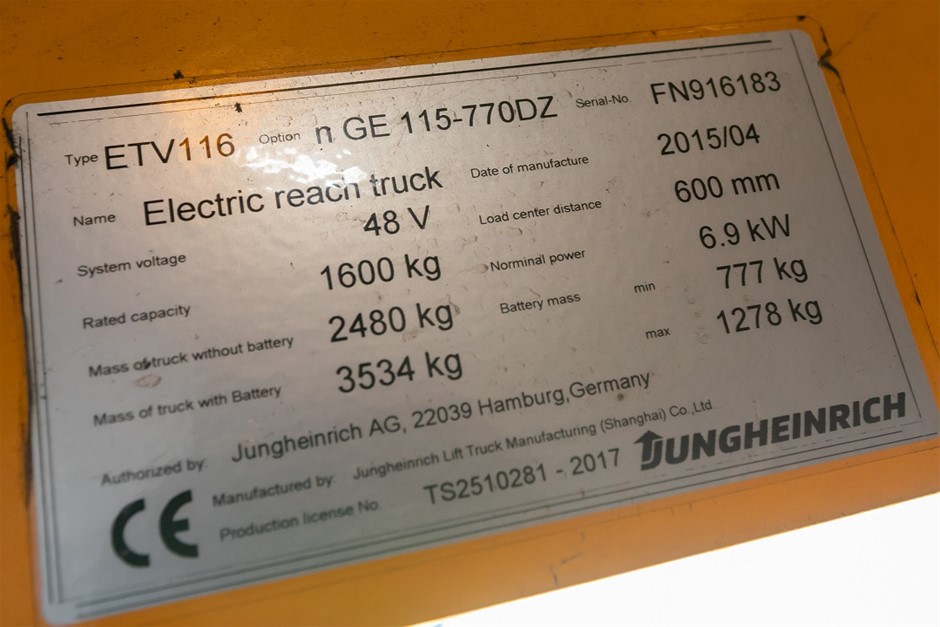 Type ETV116 Option n GE 115-770DZ Serial-No. FN916183
Name Electric reach truck Date of manufacture 2015/04
System voltage 48 V Load center distance 600 mm
Rated capacity 1600 kg Norminal power 6.9 kW
Mass of truck without battery 2480 kg Battery mass min 777 kg
Mass of truck with Battery 3534 kg max 1278 kg
Authorized by: Jungheinrich AG, 22039 Hamburg,Germany
Manufactured by: Jungheinrich Lift Truck Manufacturing (Shanghai) Co.,Ltd
Production license No. TS2510281 - 2017
CE
JUNGHEINRICH